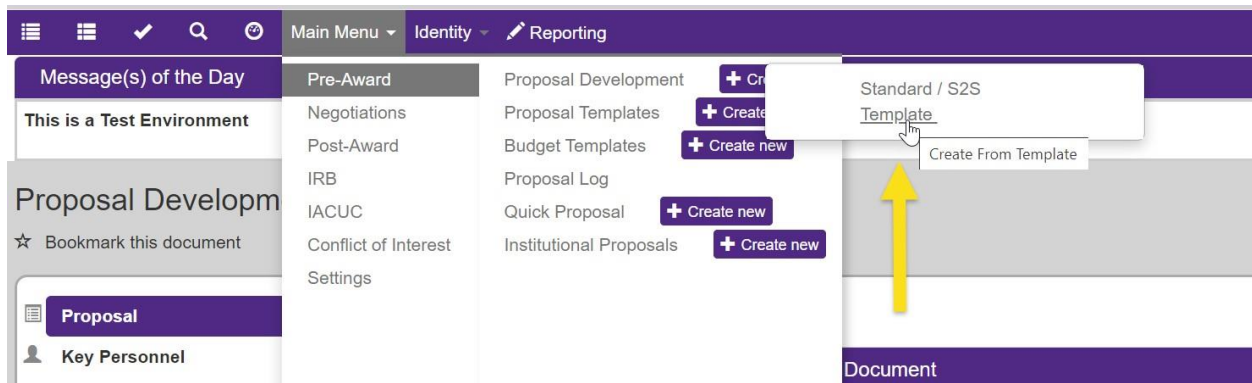 Main Menu Identity Reporting
Message(s) of the Day
This is a Test Environment
Pre-Award
Negotiations
Post-Award
IRB
IACUC
Conflict of Interest
Settings
Proposal Development
Proposal Templates Create
Budget Templates Create new
Proposal Log
Quick Proposal Create new
Institutional Proposals Create new
Standard / S2S
Template
Create From Template
Bookmark this document
Proposal
Key Personnel
Document